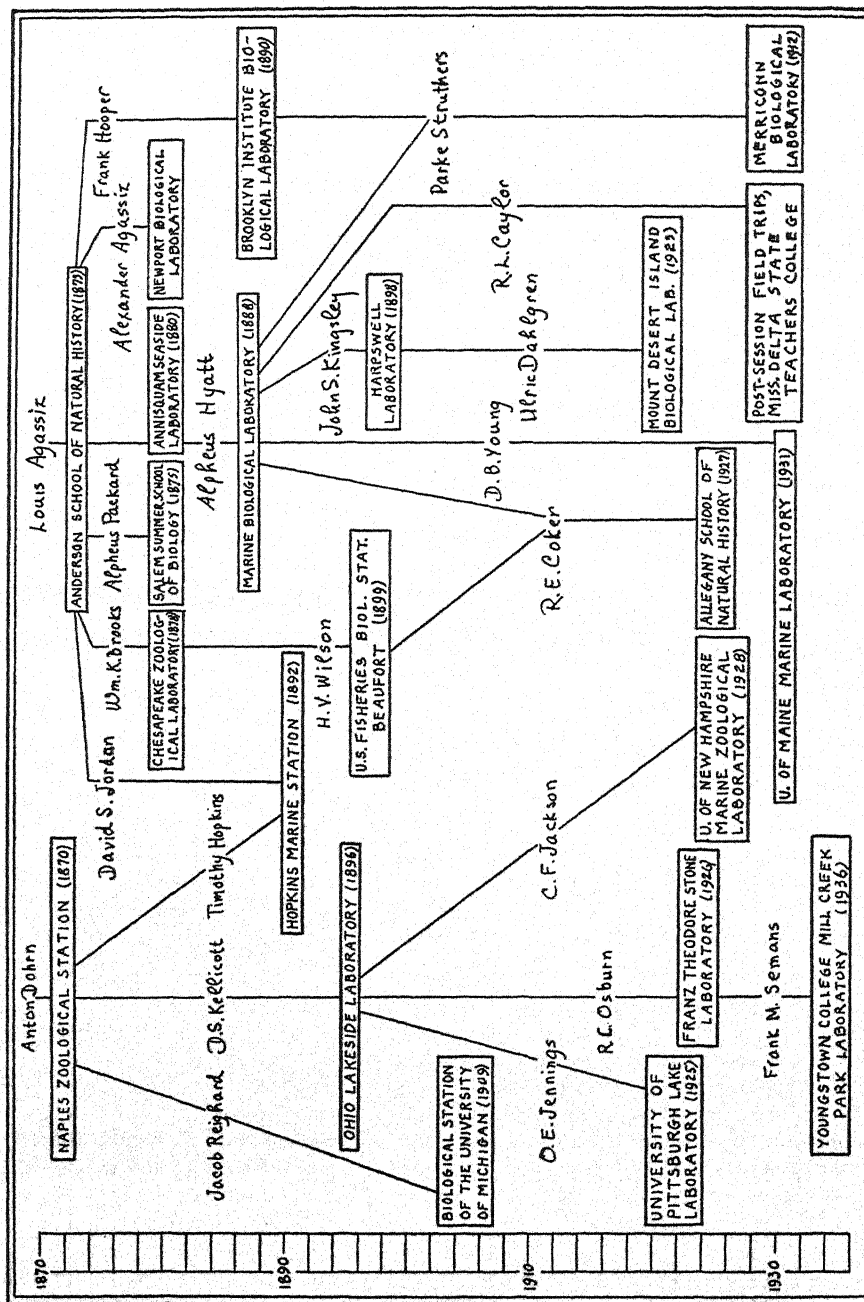 1870
1890
1910
1930
Anton Dohrn
NAPLES ZOOLOGICAL STATION (1870)
Jacob Reighard
D.S. Kellicott
Timothy Hopkins
David S. Jordan
HOPKINS MARINE STATION (1892)
OHIO LAKESIDE LABORATORY (1896)
BIOLOGICAL STATION
OF THE UNIVERSITY
OF MICHIGAN (1909)
O.E. Jennings
R.C. Osburn
C.F. Jackson
UNIVERSITY OF
PITTSBURGH LAKE
LABORATORY (1925)
FRANZ THEODORE STONE
LABORATORY (1926)
U. OF NEW HAMPSHIRE
MARINE ZOOLOGICAL
LABORATORY (1928)
Frank M. Semans
YOUNGSTOWN COLLEGE MILL CREEK
PARK LABORATORY (1936)
Louis Agassiz
ANDERSON SCHOOL OF NATURAL HISTORY (1873)
Wm. K. Brooks
Alpheus Packard
Alexander Agassiz
Frank Hooper
CHESAPEAKE ZOOLOG-
ICAL LABORATORY (1878)
SALEM SUMMER SCHOOL
OF BIOLOGY (1875)
ANNISQUAM SEASIDE
LABORATORY (1880)
NEWPORT BIOLOGICAL
LABORATORY
Alpheus Hyatt
MARINE BIOLOGICAL LABORATORY (1888)
BROOKLYN INSTITUTE BIO-
LOGICAL LABORATORY (1890)
H.V. Wilson
U.S. FISHERIES BIOL. STAT.
BEAUFORT (1899)
John S. Kingsley
HARPSWELL
LABORATORY (1898)
Parke Struthers
R.E. Coker
D.B. Young
Ulric Dahlgren
R.L. Caylor
MOUNT DESERT ISLAND
BIOLOGICAL LAB. (1923)
ALLEGANY SCHOOL OF
NATURAL HISTORY (1927)
U. OF MAINE MARINE LABORATORY (1931)
POST-SESSION FIELD TRIPS,
MISS. DELTA STATE
TEACHERS COLLEGE
MERRICONN
BIOLOGICAL
LABORATORY (1932)